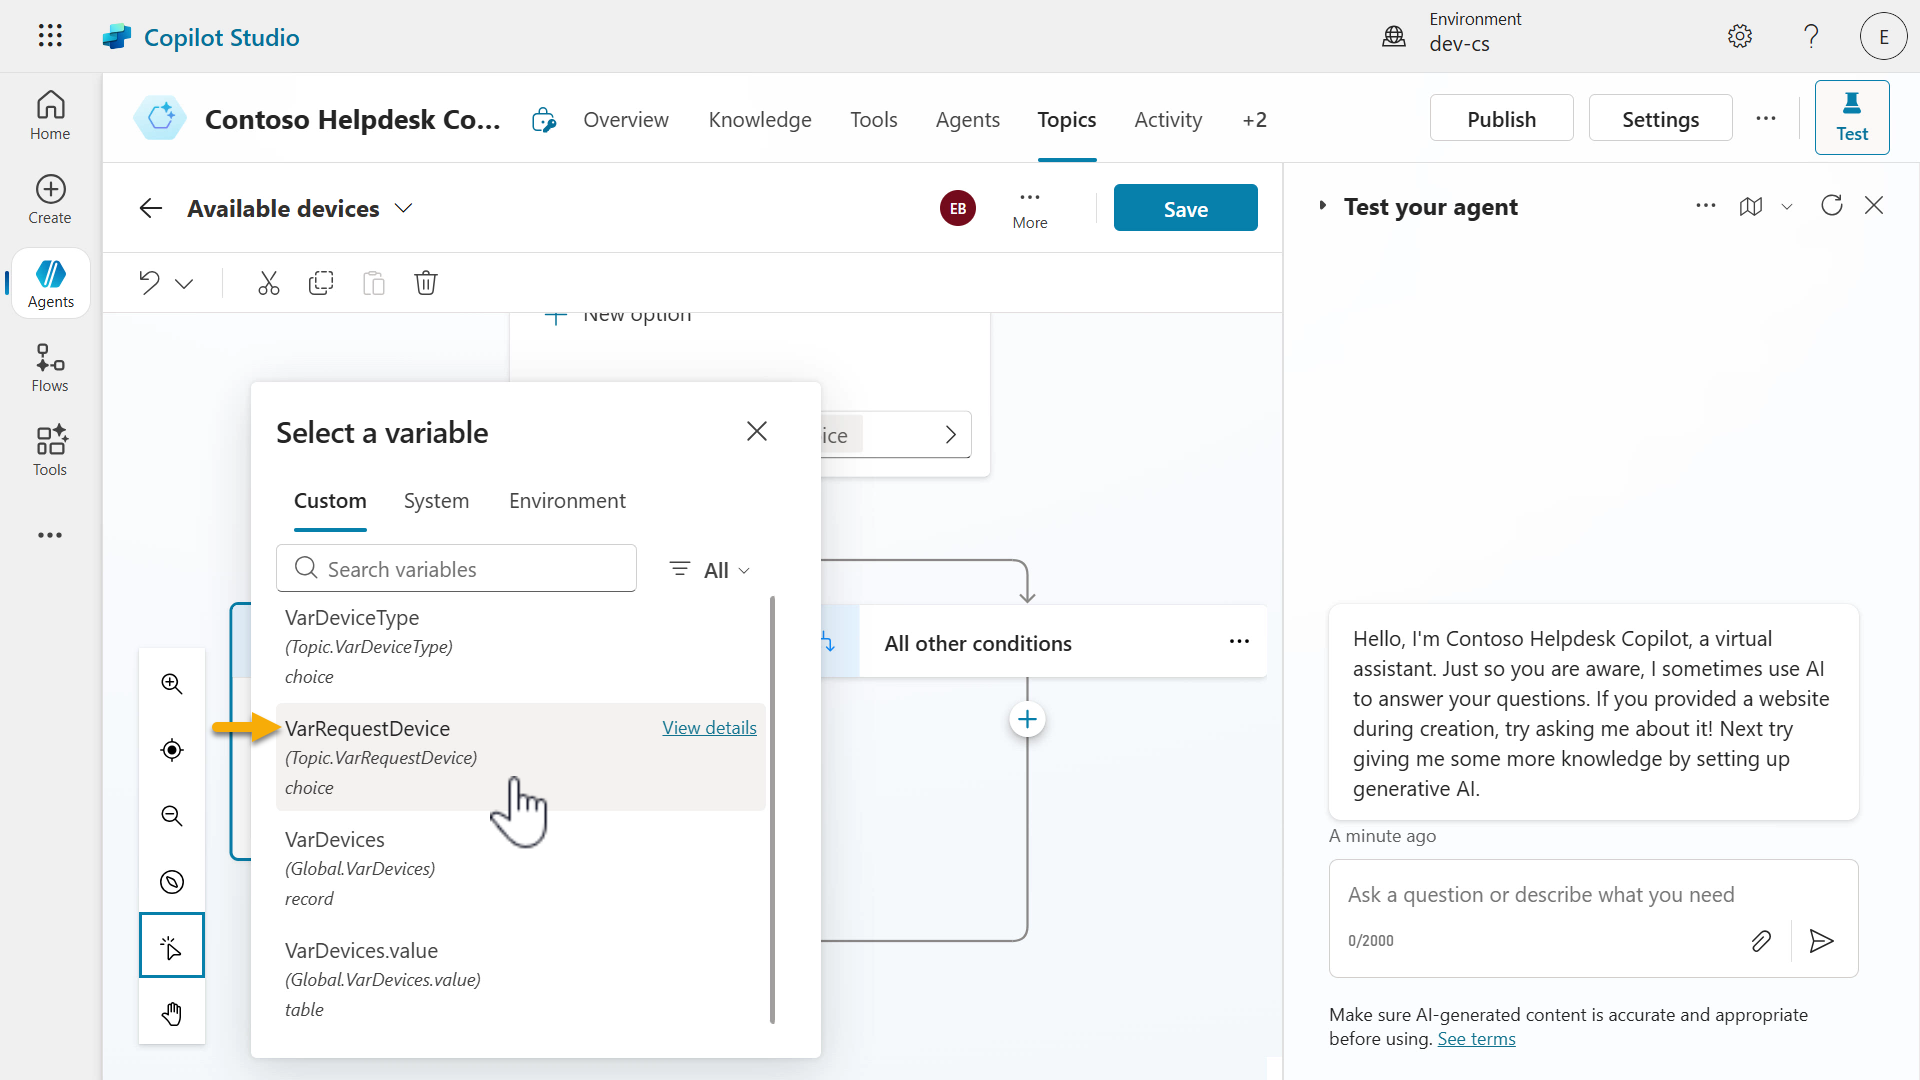 Copilot Studio
Environment
dev-cs
E
Home
Create
Agents
Flows
Tools
Contoso Helpdesk Co...
Overview
Knowledge
Tools
Agents
Topics
Activity
+2
Publish
Settings
Test
Available devices
EB
More
Save
New option
ice
Select a variable
Custom
System
Environment
Search variables
All
VarDeviceType
(Topic.VarDeviceType)
choice
VarRequestDevice
View details
(Topic.VarRequestDevice)
choice
VarDevices
(Global.VarDevices)
record
VarDevices.value
(Global.VarDevices.value)
table
All other conditions
Test your agent
Hello, I'm Contoso Helpdesk Copilot, a virtual
assistant. Just so you are aware, I sometimes use AI
to answer your questions. If you provided a website
during creation, try asking me about it! Next try
giving me some more knowledge by setting up
generative AI.
A minute ago
Ask a question or describe what you need
0/2000
Make sure AI-generated content is accurate and appropriate
before using. See terms